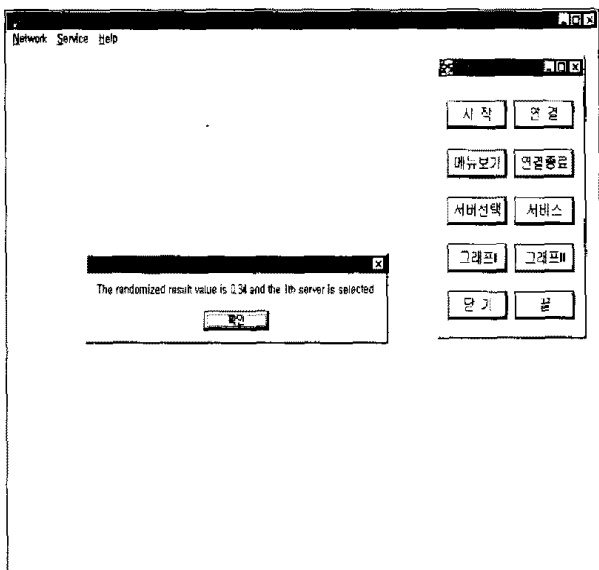 Network Service Help
시 작 연 결
메뉴보기 연결종료
서버선택 서비스
그래프I 그래프II
The randomized result value is 0.34 and the 1th server is selected
확인
닫 기 끝